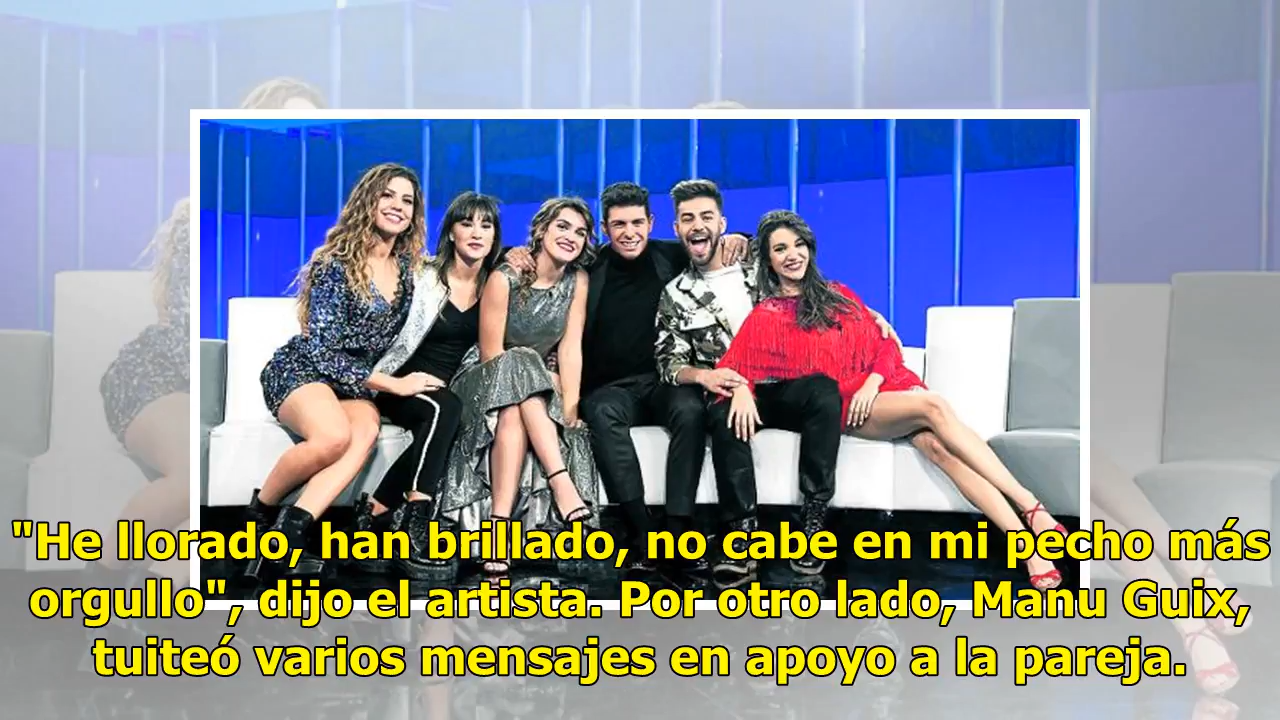 "He llorado, han brillado, no cabe en mi pecho más
orgullo", dijo el artista. Por otro lado, Manu Guix,
tuiteó varios mensajes en apoyo a la pareja.